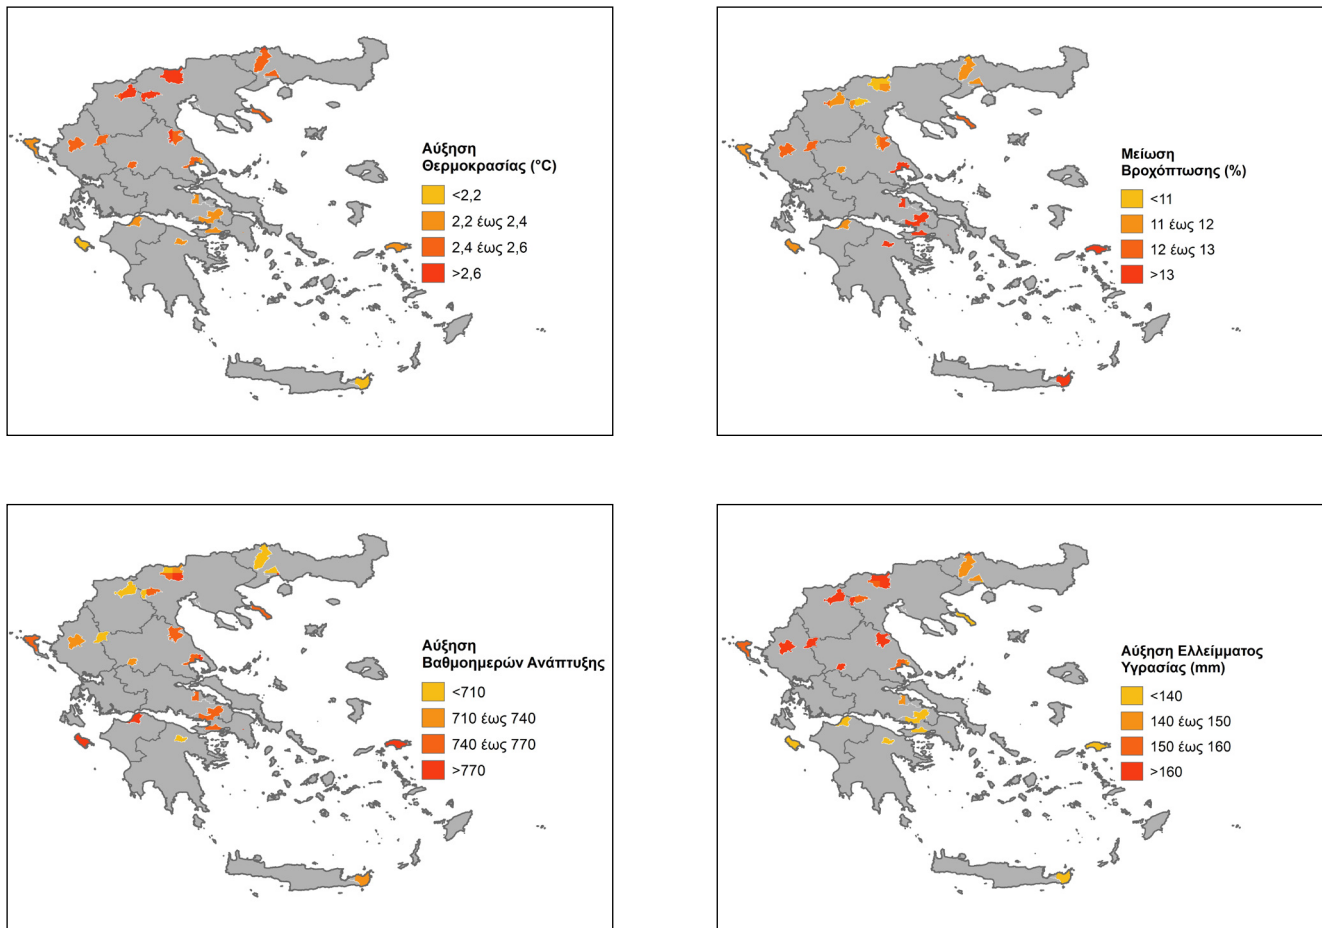 Αύξηση
Θερμοκρασίας (°C)
<2,2
2,2 έως 2,4
2,4 έως 2,6
>2,6
Μείωση
Βροχόπτωσης (%)
<11
11 έως 12
12 έως 13
>13
Αύξηση
Βαθμοημερών Ανάπτυξης
<710
710 έως 740
740 έως 770
>770
Αύξηση Ελλείμματος
Υγρασίας (mm)
<140
140 έως 150
150 έως 160
>160